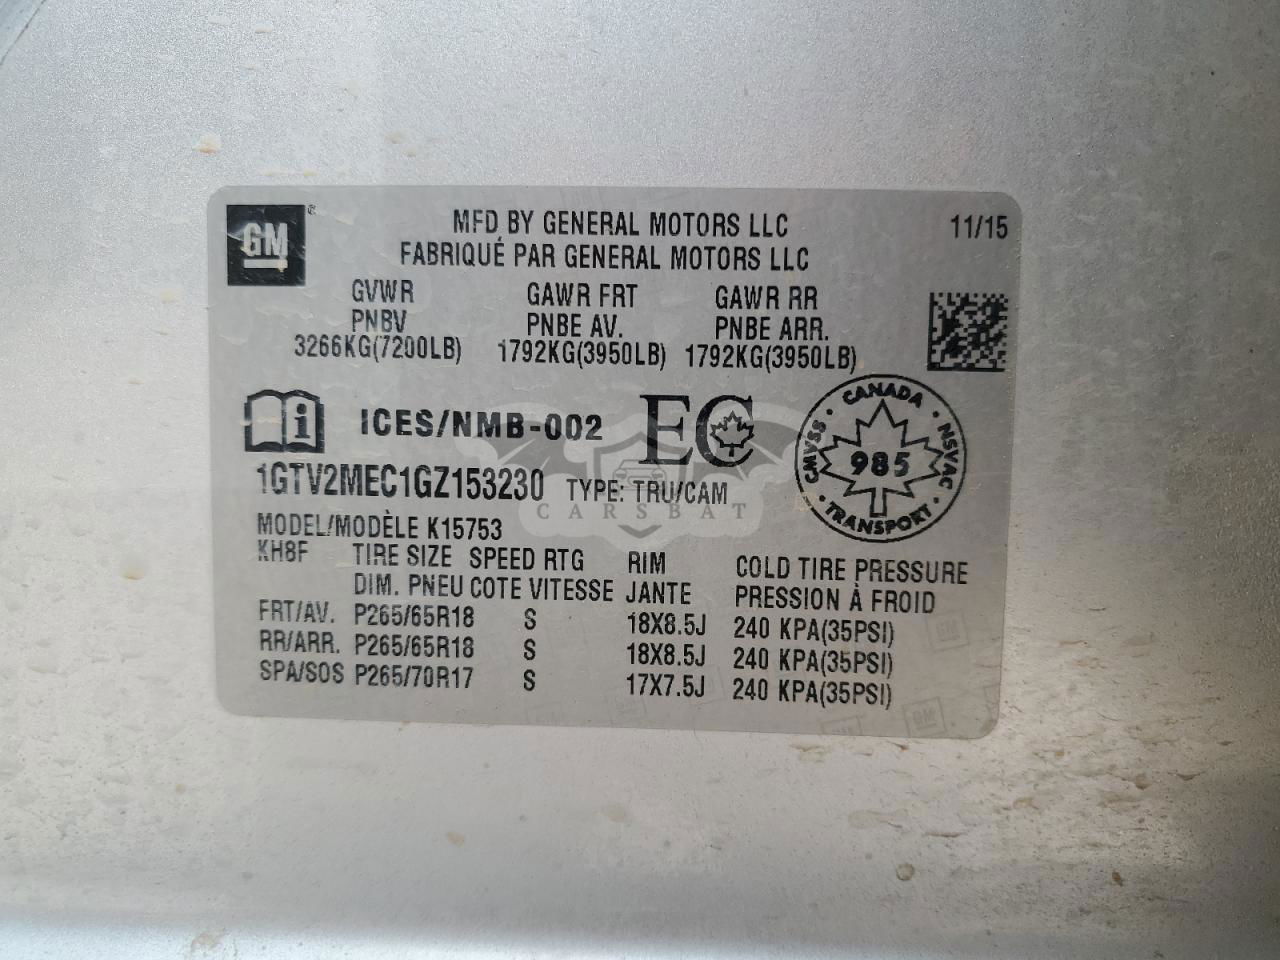 GM
MFD BY GENERAL MOTORS LLC 11/15
FABRIQUÉ PAR GENERAL MOTORS LLC
GVWR GAWR FRT GAWR RR
PNBV PNBE AV. PNBE ARR.
3266KG(7200LB) 1792KG(3950LB) 1792KG(3950LB)
i ICES/NMB-002 EC
CANADA
CMVSS 985 NSVAC
TRANSPORT
1GTV2MEC1GZ153230 TYPE: TRU/CAM
CARSBAT
MODEL/MODÈLE K15753
KH8F TIRE SIZE SPEED RTG RIM COLD TIRE PRESSURE
DIM. PNEU COTE VITESSE JANTE PRESSION À FROID
FRT/AV. P265/65R18 S 18X8.5J 240 KPA(35PSI)
RR/ARR. P265/65R18 S 18X8.5J 240 KPA(35PSI)
SPA/SOS P265/70R17 S 17X7.5J 240 KPA(35PSI)
GM
GM